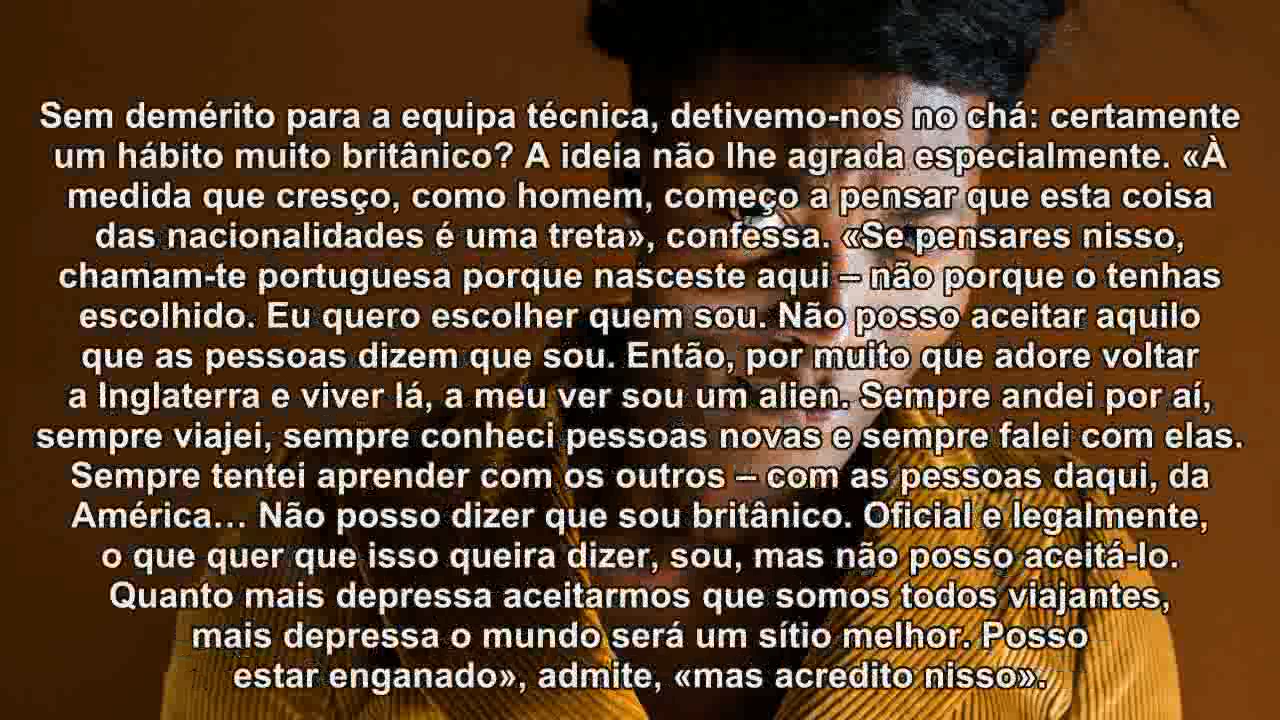 Sem demérito para a equipa técnica, detivemo-nos no chá: certamente
um hábito muito britânico? A ideia não lhe agrada especialmente. «À
medida que cresço, como homem, começo a pensar que esta coisa
das nacionalidades é uma treta», confessa. «Se pensares nisso,
chamam-te portuguesa porque nasceste aqui – não porque o tenhas
escolhido. Eu quero escolher quem sou. Não posso aceitar aquilo
que as pessoas dizem que sou. Então, por muito que adore voltar
a Inglaterra e viver lá, a meu ver sou um alien. Sempre andei por aí,
sempre viajei, sempre conheci pessoas novas e sempre falei com elas.
Sempre tentei aprender com os outros – com as pessoas daqui, da
América… Não posso dizer que sou britânico. Oficial e legalmente,
o que quer que isso queira dizer, sou, mas não posso aceitá-lo.
Quanto mais depressa aceitarmos que somos todos viajantes,
mais depressa o mundo será um sítio melhor. Posso
estar enganado», admite, «mas acredito nisso».